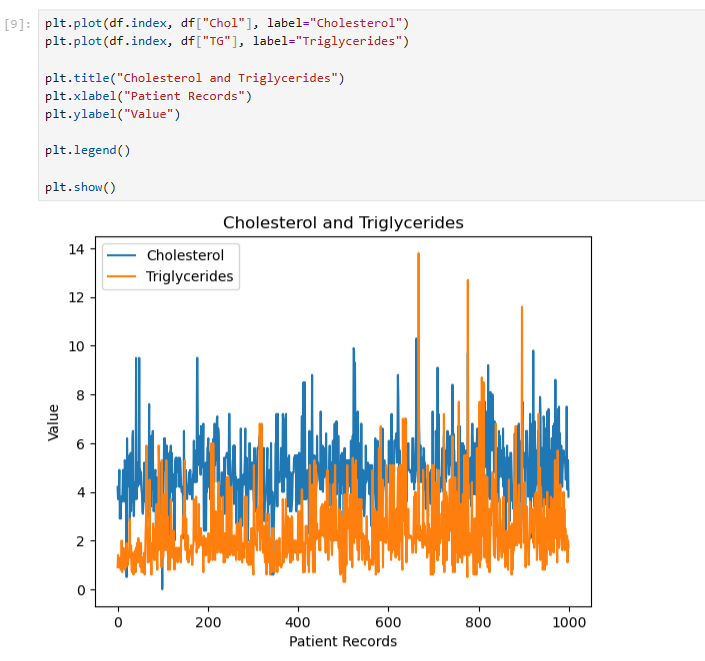 [9]: plt.plot(df.index, df["Chol"], label="Cholesterol")
plt.plot(df.index, df["TG"], label="Triglycerides")
plt.title("Cholesterol and Triglycerides")
plt.xlabel("Patient Records")
plt.ylabel("Value")
plt.legend()
plt.show()
Cholesterol and Triglycerides
Cholesterol
Triglycerides
14
12
10
8
6
4
2
0
Value
0 200 400 600 800 1000
Patient Records